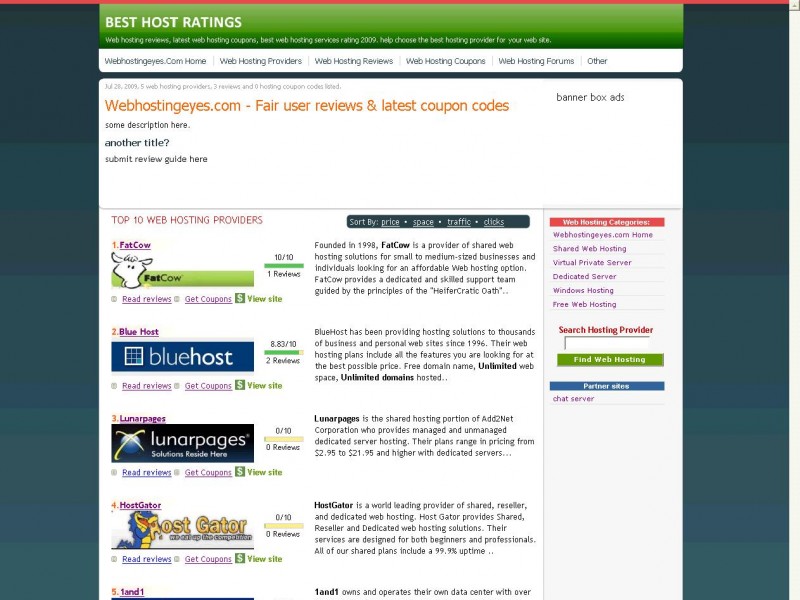 BEST HOST RATINGS
Web hosting reviews, latest web hosting coupons, best web hosting services rating 2009. help choose the best hosting provider for your web site.
Webhostingeyes.Com Home | Web Hosting Providers | Web Hosting Reviews | Web Hosting Coupons | Web Hosting Forums | Other
Jul 20, 2009, 5 web hosting providers, 3 reviews and 0 hosting coupon codes listed.
Webhostingeyes.com - Fair user reviews & latest coupon codes
some description here.
another title?
submit review guide here
banner box ads
TOP 10 WEB HOSTING PROVIDERS
Sort By: price • space • traffic • clicks
1.FatCow
FatCow
10/10
1 Reviews
Read reviews Get Coupons $ View site
Founded in 1998, FatCow is a provider of shared web
hosting solutions for small to medium-sized businesses and
individuals looking for an affordable Web hosting option.
FatCow provides a dedicated and skilled support team
guided by the principles of the "HeiferCratic Oath"..
2.Blue Host
bluehost
8.83/10
2 Reviews
Read reviews Get Coupons $ View site
BlueHost has been providing hosting solutions to thousands
of business and personal web sites since 1996. Their web
hosting plans include all the features you are looking for at
the best possible price. Free domain name, Unlimited web
space, Unlimited domains hosted..
3.Lunarpages
lunarpages®
Solutions Reside Here
0/10
0 Reviews
Read reviews Get Coupons $ View site
Lunarpages is the shared hosting portion of Add2Net
Corporation who provides managed and unmanaged
dedicated server hosting. Their plans range in pricing from
$2.95 to $21.95 and higher with dedicated servers...
4.HostGator
Host Gator
we eat up the competition
0/10
0 Reviews
Read reviews Get Coupons $ View site
HostGator is a world leading provider of shared, reseller,
and dedicated web hosting. Host Gator provides Shared,
Reseller and Dedicated web hosting solutions. Their
services are designed for both beginners and professionals.
All of our shared plans include a 99.9% uptime ..
5.1and1
1and1 owns and operates their own data center with over
Web Hosting Categories:
Webhostingeyes.com Home
Shared Web Hosting
Virtual Private Server
Dedicated Server
Windows Hosting
Free Web Hosting
Search Hosting Provider
Find Web Hosting
Partner sites
chat server